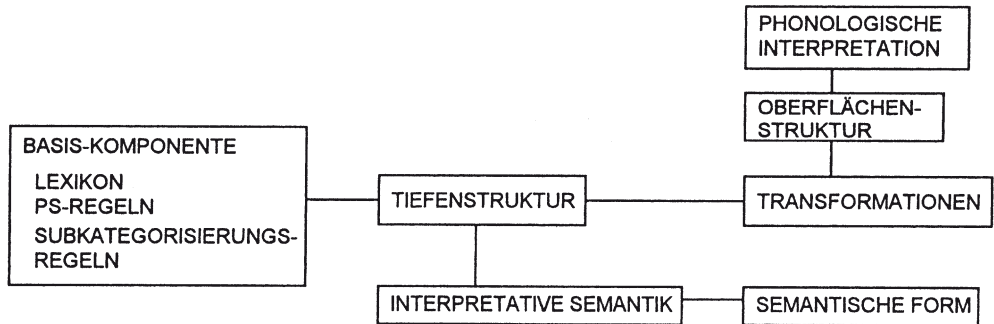 PHONOLOGISCHE
INTERPRETATION
OBERFLÄCHEN-
STRUKTUR
BASIS-KOMPONENTE
LEXIKON
PS-REGELN
SUBKATEGORISIERUNGS-
REGELN
TIEFENSTRUKTUR
TRANSFORMATIONEN
INTERPRETATIVE SEMANTIK
SEMANTISCHE FORM